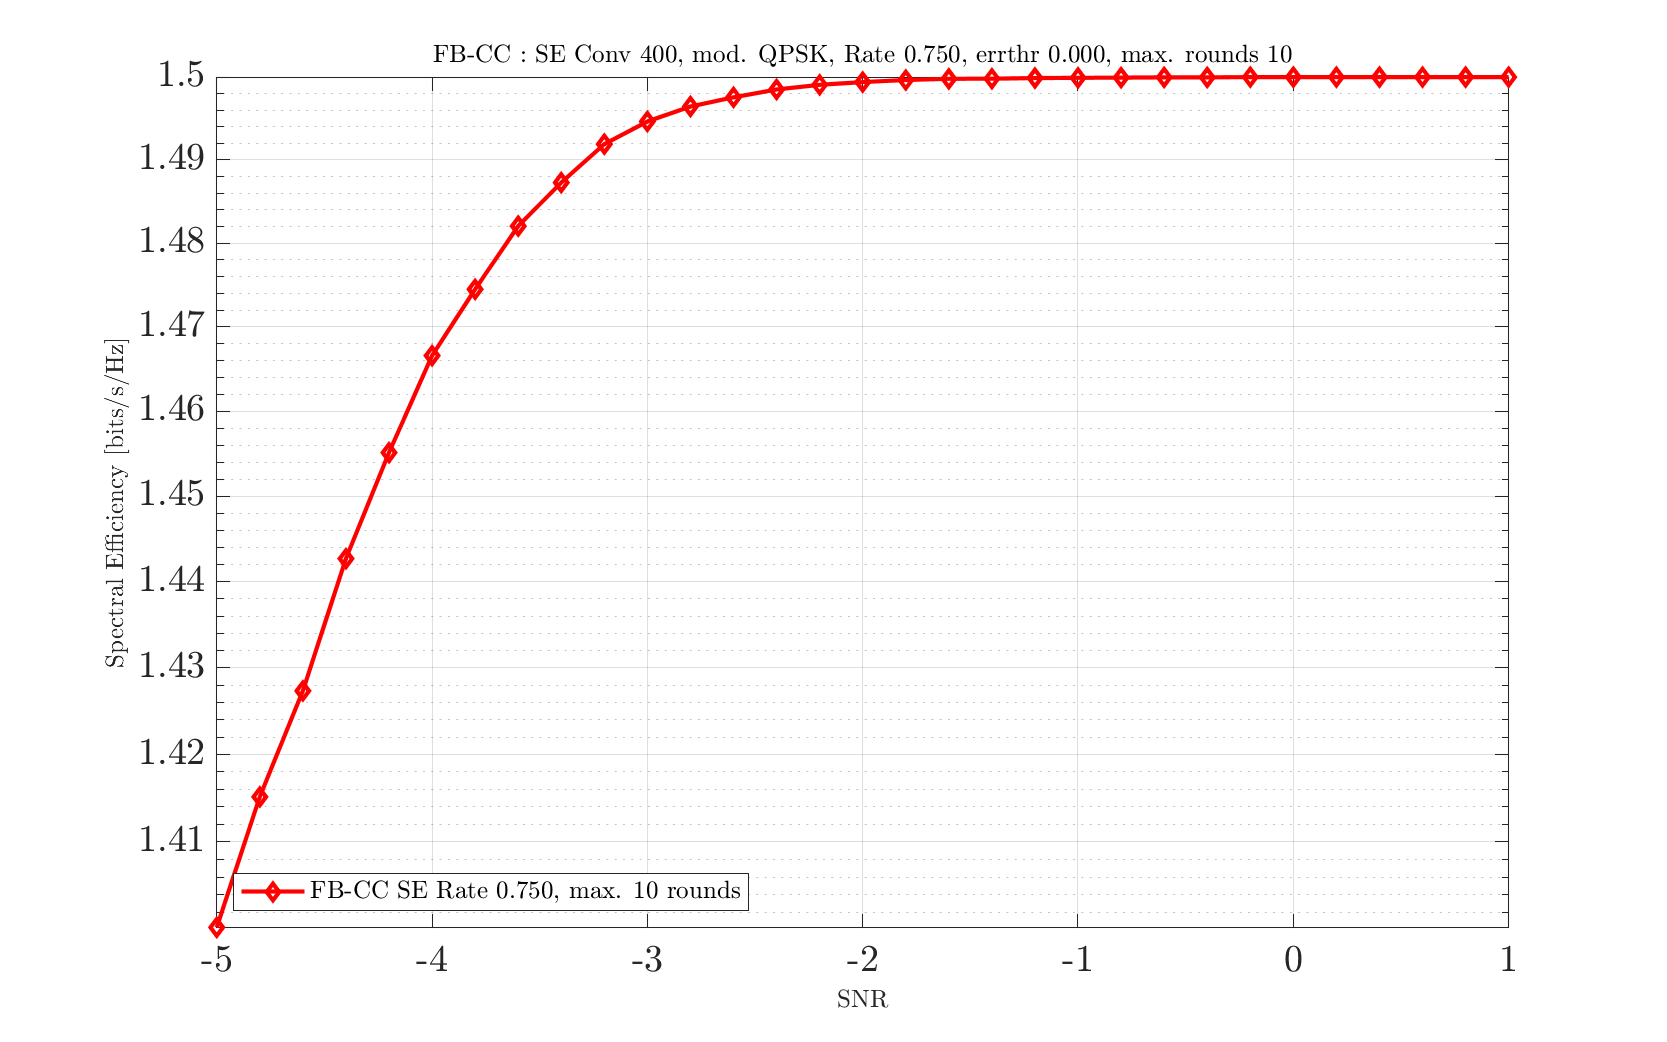 FB-CC : SE Conv 400, mod. QPSK, Rate 0.750, errthr 0.000, max. rounds 10
1.5
1.49
1.48
1.47
1.46
1.45
1.44
1.43
1.42
1.41
Spectral Efficiency [bits/s/Hz]
FB-CC SE Rate 0.750, max. 10 rounds
-5 -4 -3 -2 -1 0 1
SNR